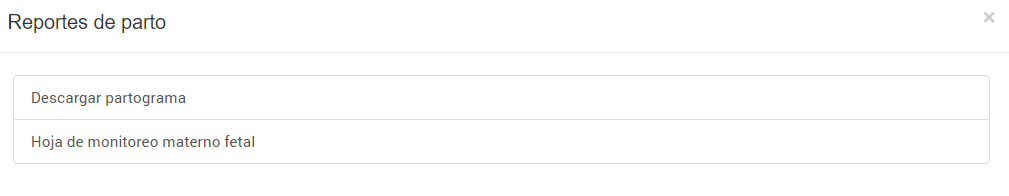 Reportes de parto
×
Descargar partograma
Hoja de monitoreo materno fetal